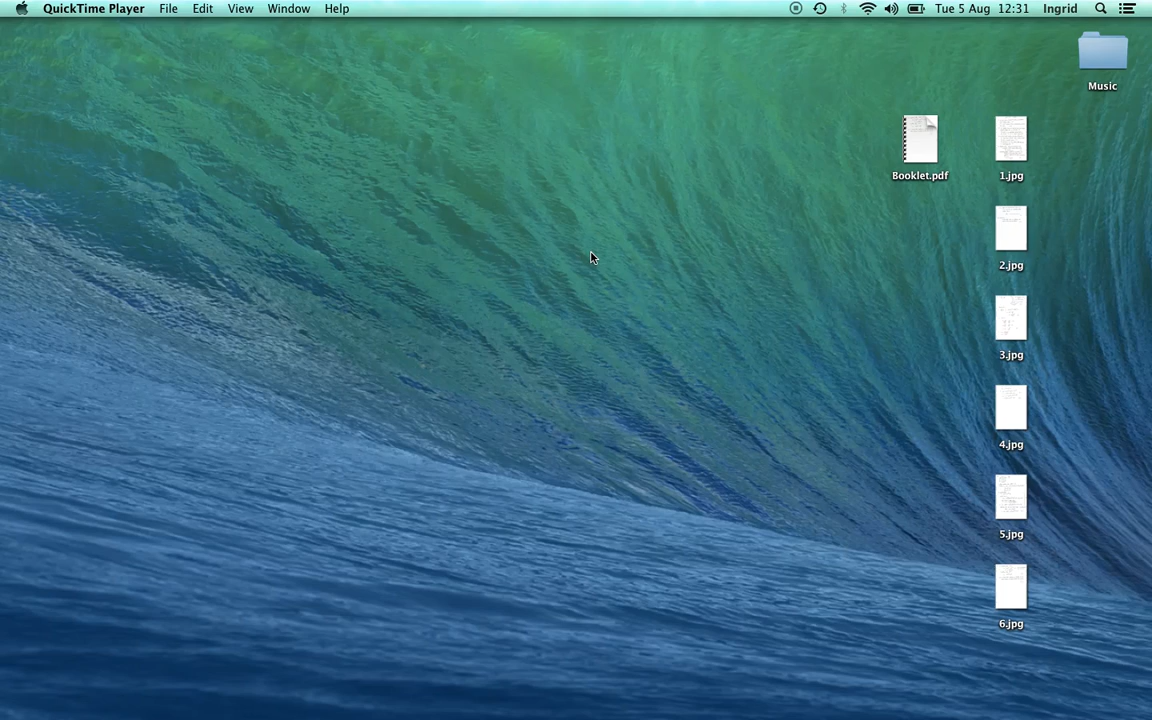 QuickTime Player File Edit View Window Help Tue 5 Aug 12:31 Ingrid
Music
Booklet.pdf
1.jpg
2.jpg
3.jpg
4.jpg
5.jpg
6.jpg